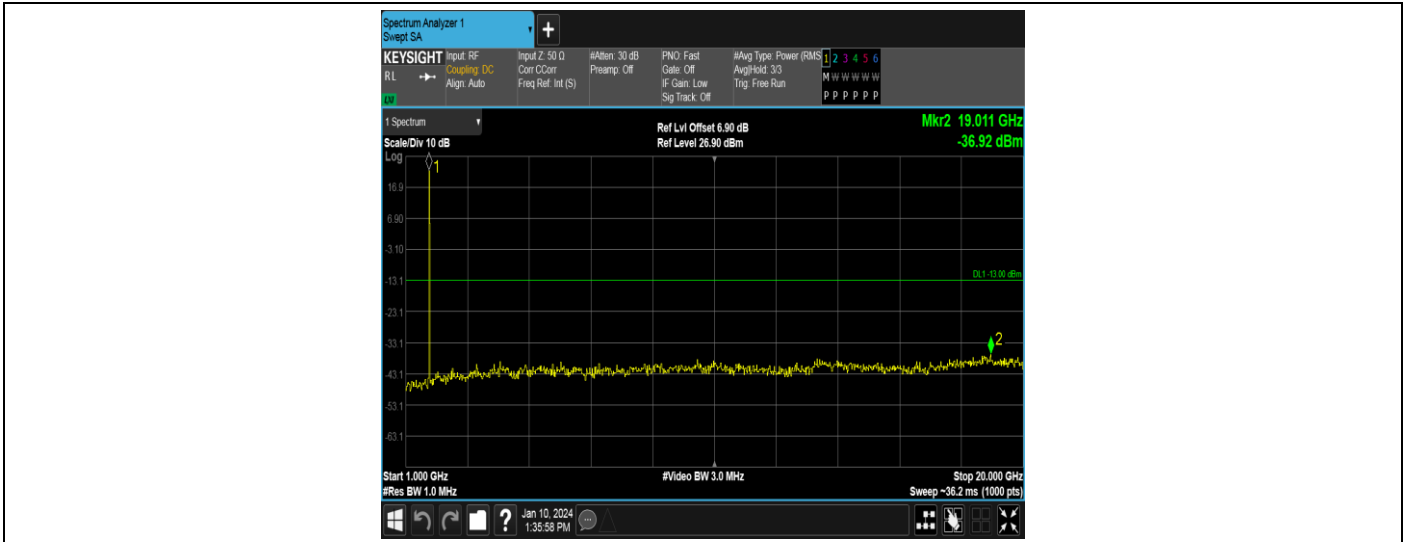 Spectrum Analyzer 1
Swept SA
+
KEYSIGHT
RL
LXI
Input: RF
Coupling: DC
Align: Auto
Input Z: 50 Ω
Corr CCorr
Freq Ref: Int (S)
#Atten: 30 dB
Preamp: Off
PNO: Fast
Gate: Off
IF Gain: Low
Sig Track: Off
#Avg Type: Power (RMS
Avg|Hold: 3/3
Trig: Free Run
1 2 3 4 5 6
M W W W W W
P P P P P P
1 Spectrum
Scale/Div 10 dB
Ref Lvl Offset 6.90 dB
Ref Level 26.90 dBm
Mkr2 19.011 GHz
-36.92 dBm
Log
1
16.9
6.90
-3.10
-13.1
DL1 -13.00 dBm
-23.1
-33.1
2
-43.1
-53.1
-63.1
Start 1.000 GHz
#Video BW 3.0 MHz
Stop 20.000 GHz
#Res BW 1.0 MHz
Sweep ~36.2 ms (1000 pts)
?
Jan 10, 2024
1:35:58 PM